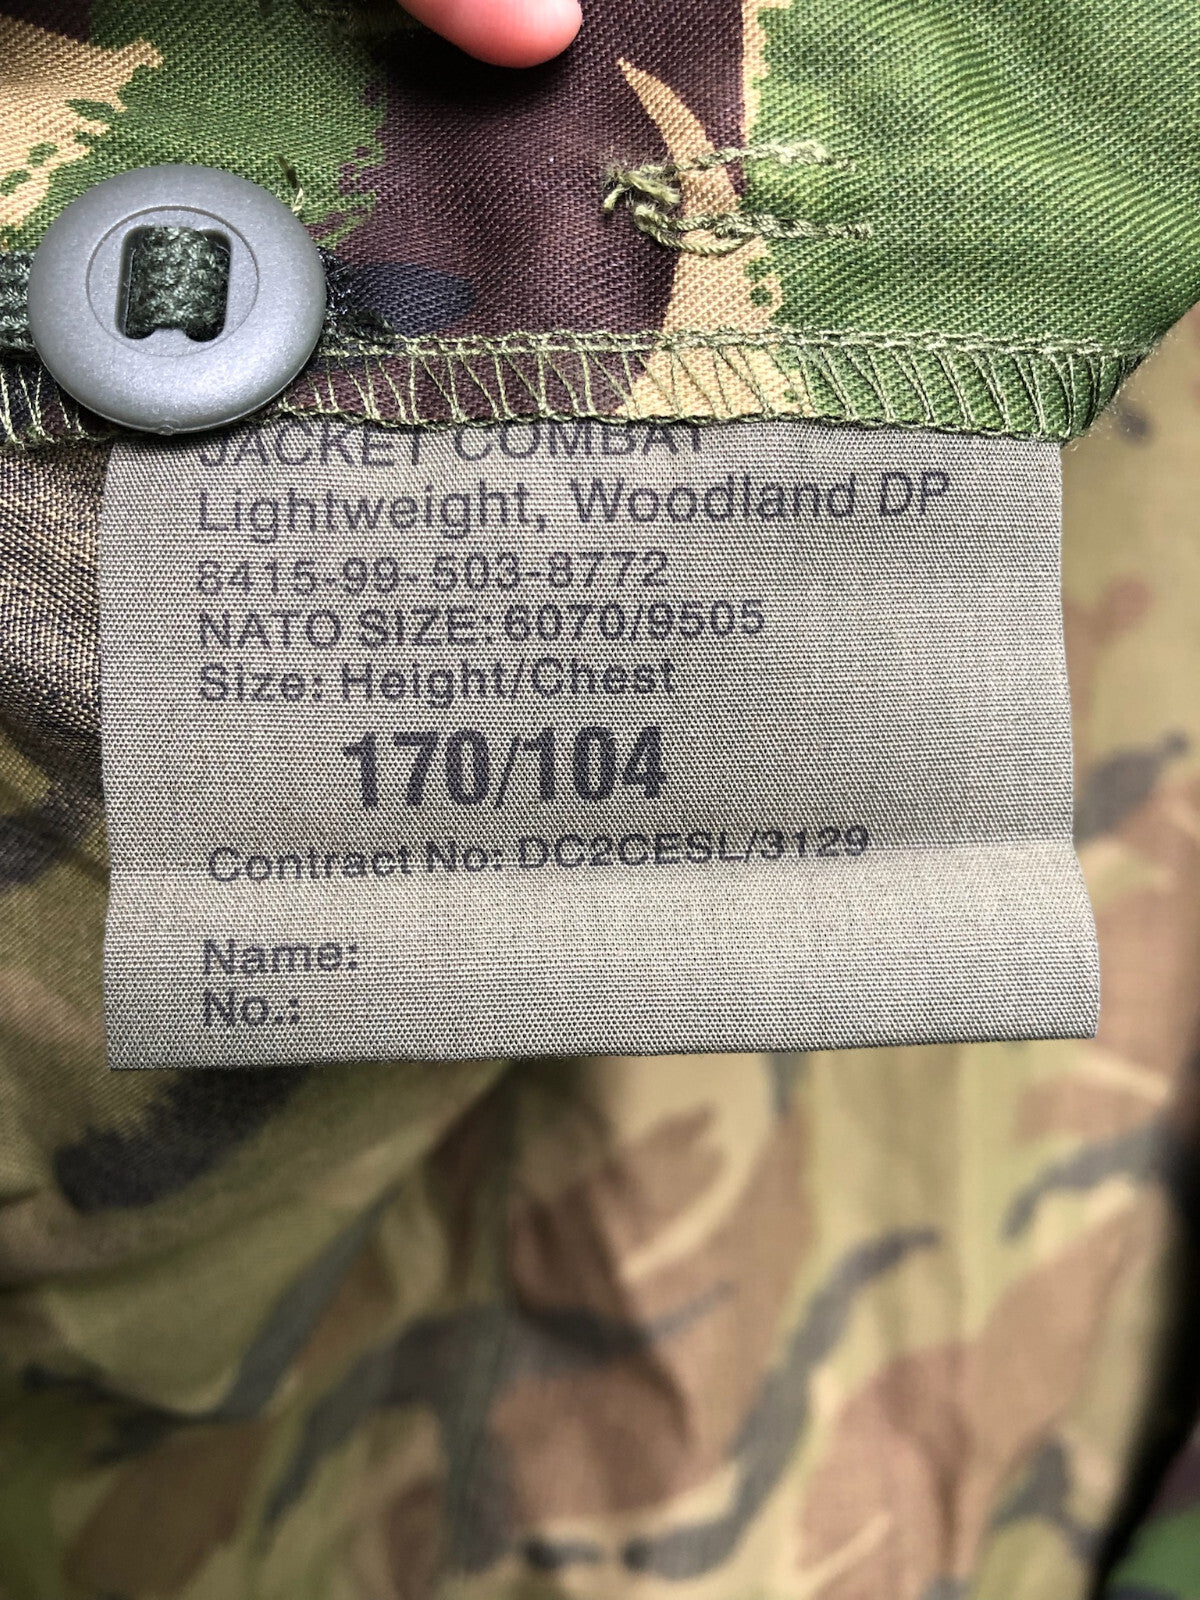 JACKET COMBAT
Lightweight, Woodland DP
8415-99-503-8772
NATO SIZE: 6070/9505
Size: Height/Chest
170/104
Contract No: DC2CESL/3129
Name:
No.: